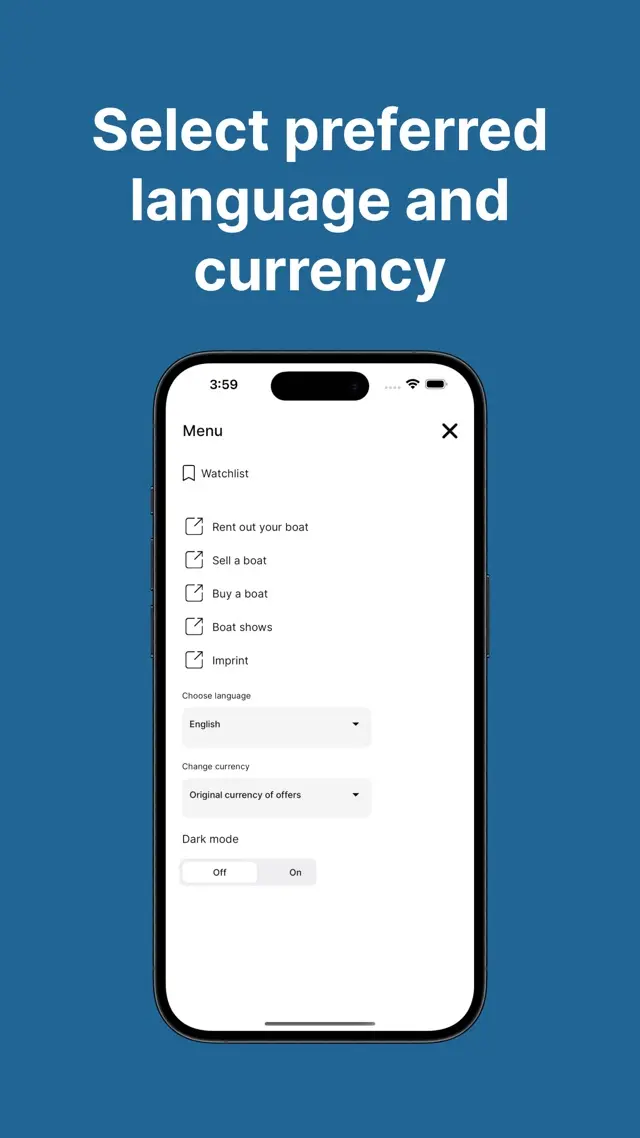 Select preferred
language and
currency
3:59
Menu
Watchlist
Rent out your boat
Sell a boat
Buy a boat
Boat shows
Imprint
Choose language
English
Change currency
Original currency of offers
Dark mode
Off On